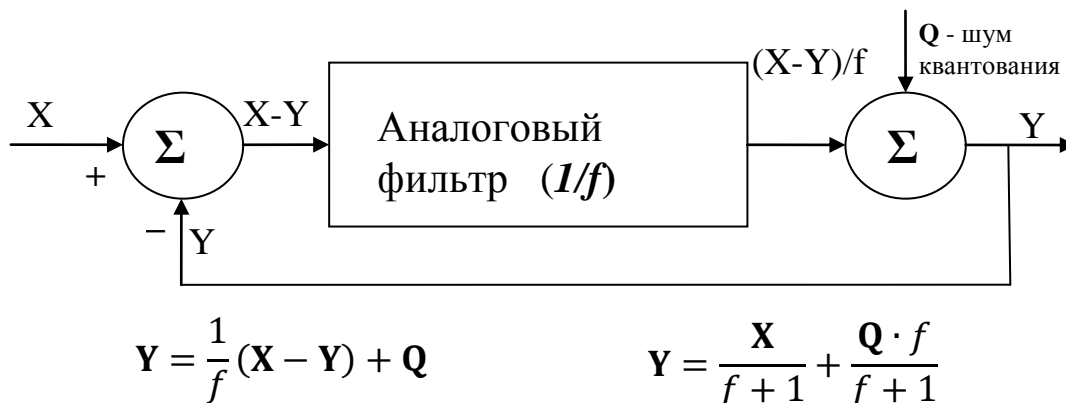 Q - шум
квантования
(X-Y)/f
X
X-Y
Y
Σ
Аналоговый
фильтр (1/f)
Σ
+
−
Y
Y = 1/f (X − Y) + Q
Y = X/(f + 1) + Q · f/(f + 1)